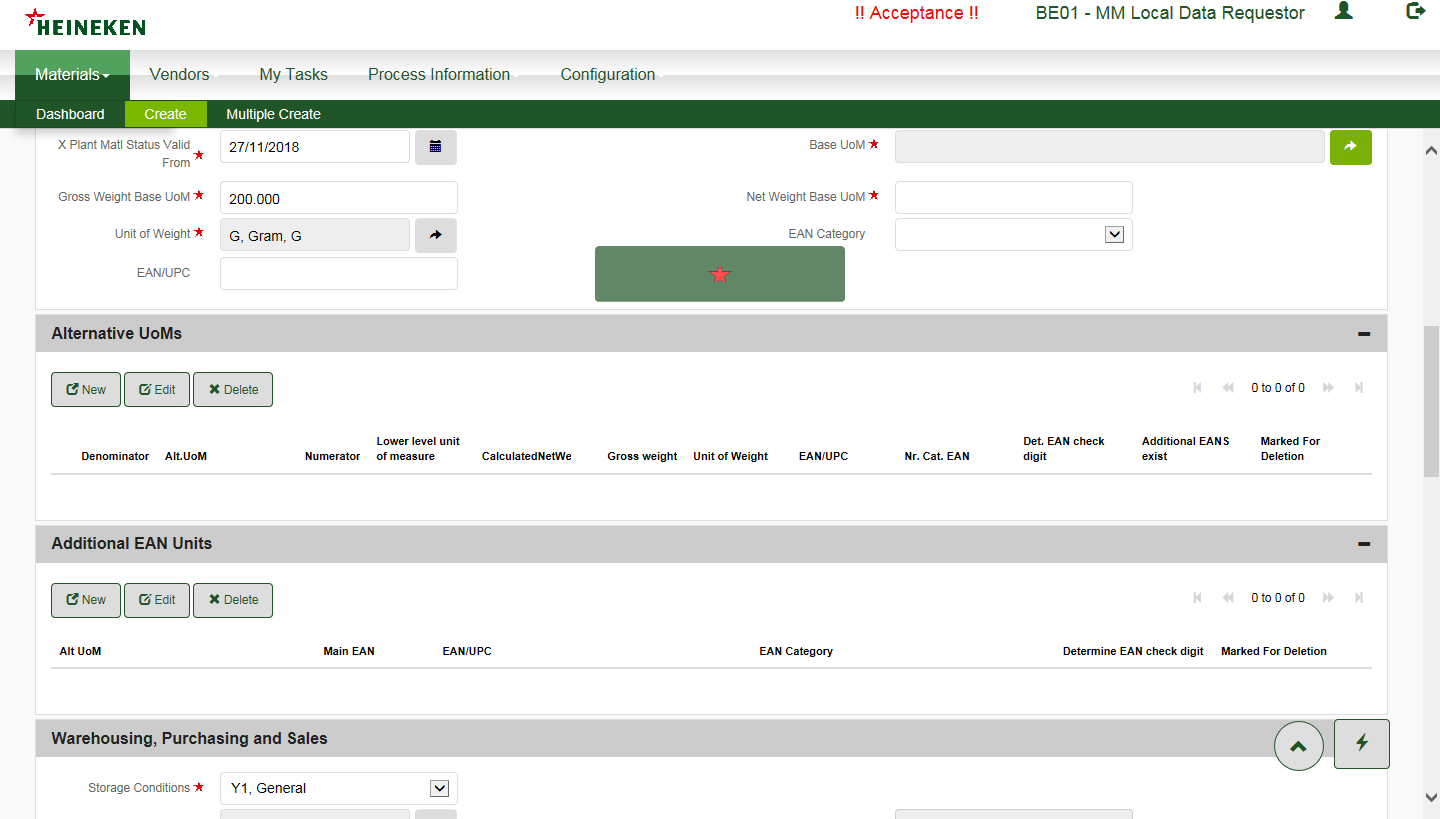 HEINEKEN
!! Acceptance !!
BE01 - MM Local Data Requestor
Materials
Vendors
My Tasks
Process Information
Configuration
Dashboard
Create
Multiple Create
X Plant Matl Status Valid
From
27/11/2018
Base UoM
Gross Weight Base UoM
200.000
Net Weight Base UoM
Unit of Weight
G, Gram, G
EAN Category
EAN/UPC
Alternative UoMs
New
Edit
Delete
0 to 0 of 0
Denominator
Alt.UoM
Numerator
Lower level unit
of measure
CalculatedNetWe
Gross weight
Unit of Weight
EAN/UPC
Nr. Cat. EAN
Det. EAN check
digit
Additional EANS
exist
Marked For
Deletion
Additional EAN Units
New
Edit
Delete
0 to 0 of 0
Alt UoM
Main EAN
EAN/UPC
EAN Category
Determine EAN check digit
Marked For Deletion
Warehousing, Purchasing and Sales
Storage Conditions
Y1, General